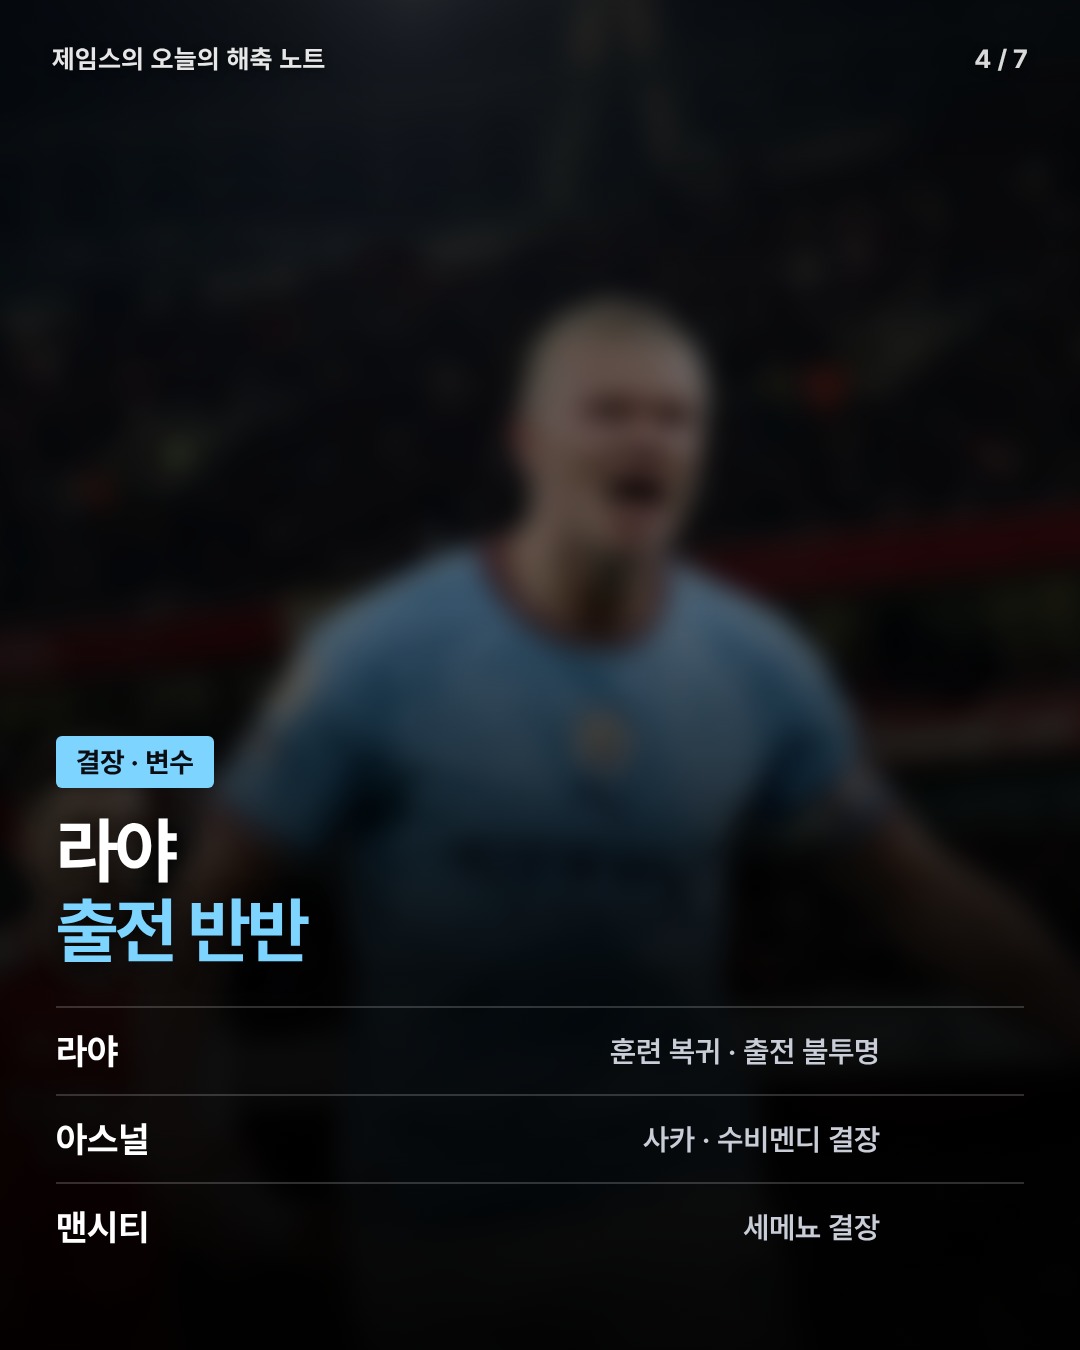 제임스의 오늘의 해축 노트
4 / 7
결장 · 변수
라야
출전 반반
라야 훈련 복귀 · 출전 불투명
아스널 사카 · 수비멘디 결장
맨시티 세메뇨 결장